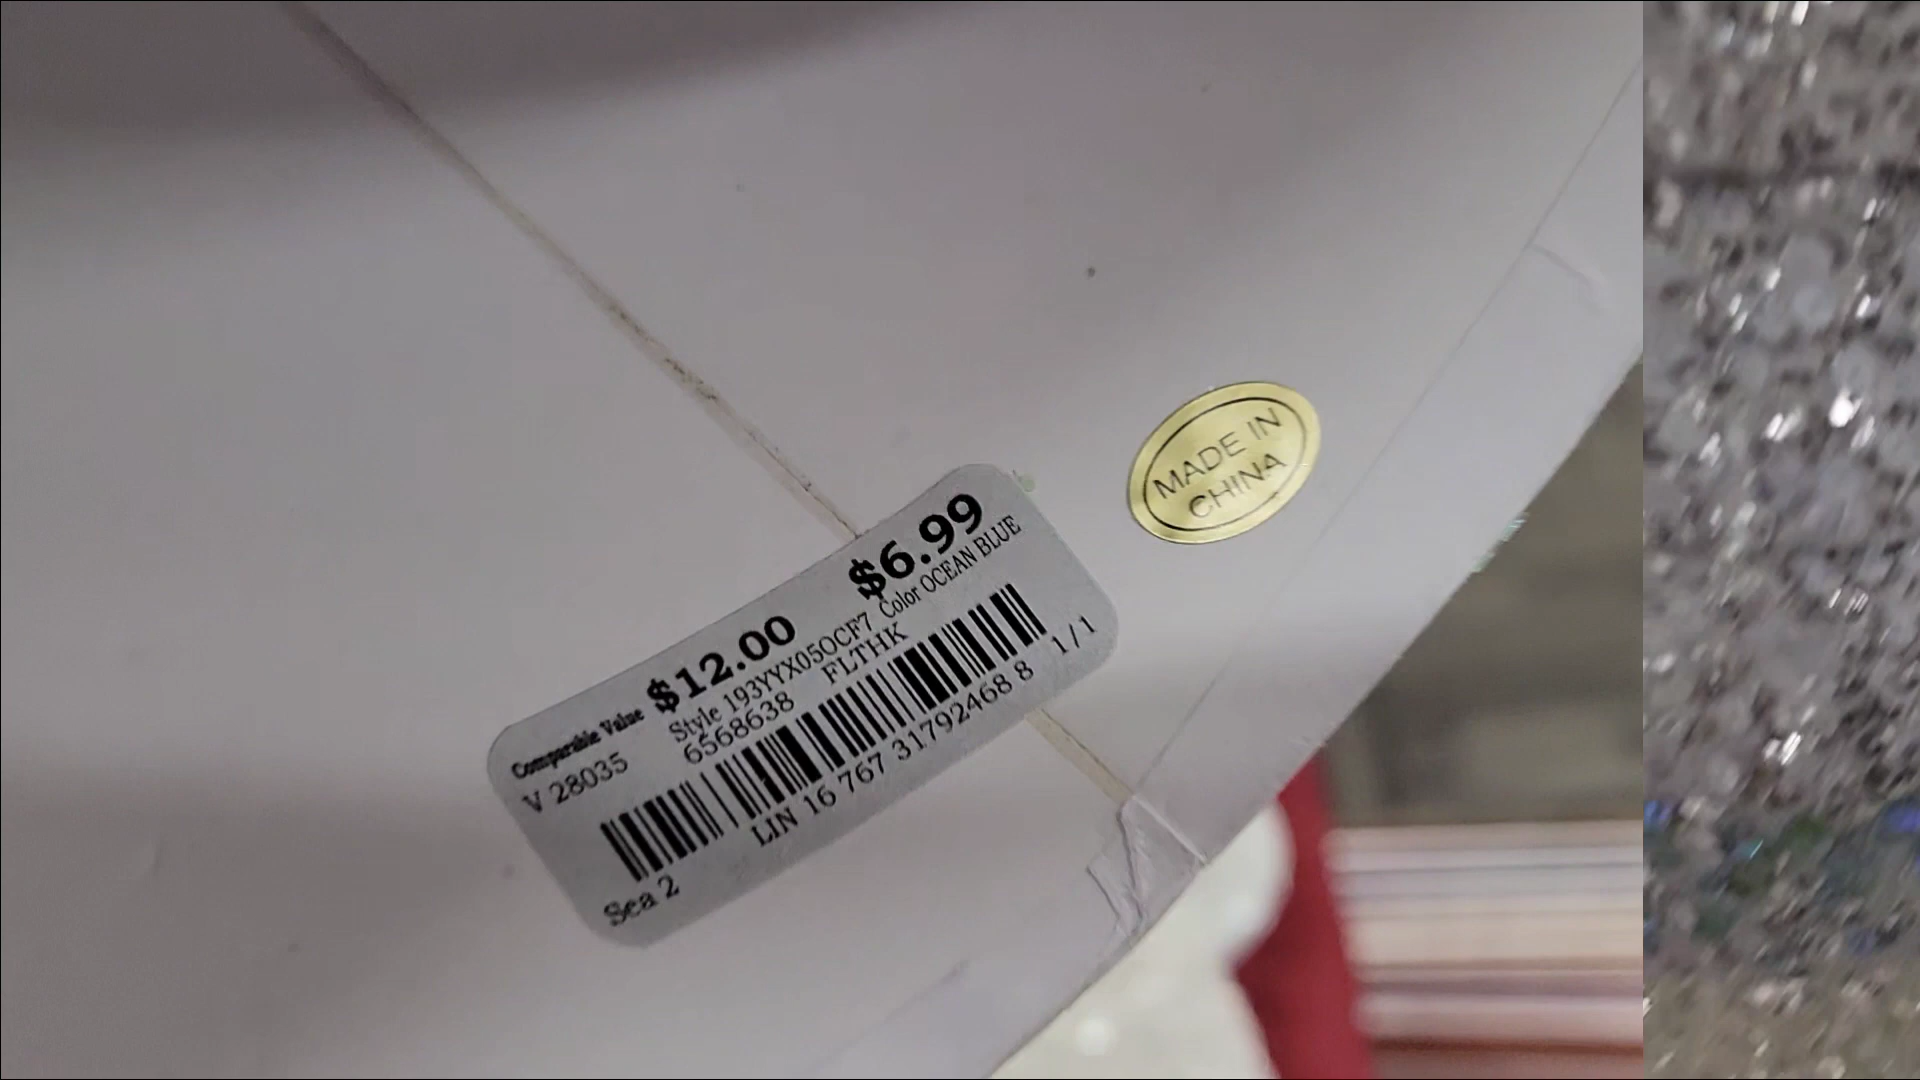 Comparable Value $12.00 $6.99
V 28035 Style 193YYX05OCF7 Color OCEAN BLUE
6568638 FLTHK
LIN 16 767 31792468 8 1/1
Sea 2
MADE IN
CHINA